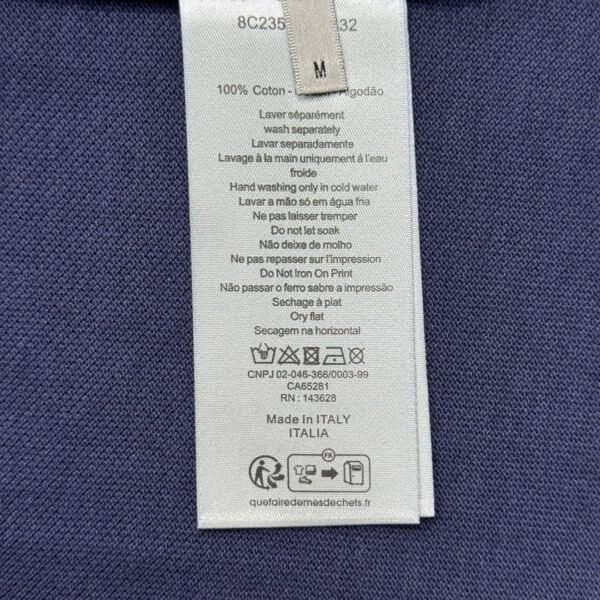 8C235 32
M
100% Coton - Algodão
Laver séparément
wash separately
Lavar separadamente
Lavage à la main uniquement à l'eau
froide
Hand washing only in cold water
Lavar a mão só em água fria
Ne pas laisser tremper
Do not let soak
Não deixe de molho
Ne pas repasser sur l'impression
Do Not Iron On Print
Não passar o ferro sabre a impressão
Sechage à plat
Ory flat
Secagem na horizontal
CNPJ 02-046-366/0003-99
CA65281
RN : 143628
Made In ITALY
ITALIA
FR
quefairedemesdechets.fr